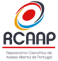 RCAAP
Repositório Científico de
Acesso Aberto de Portugal